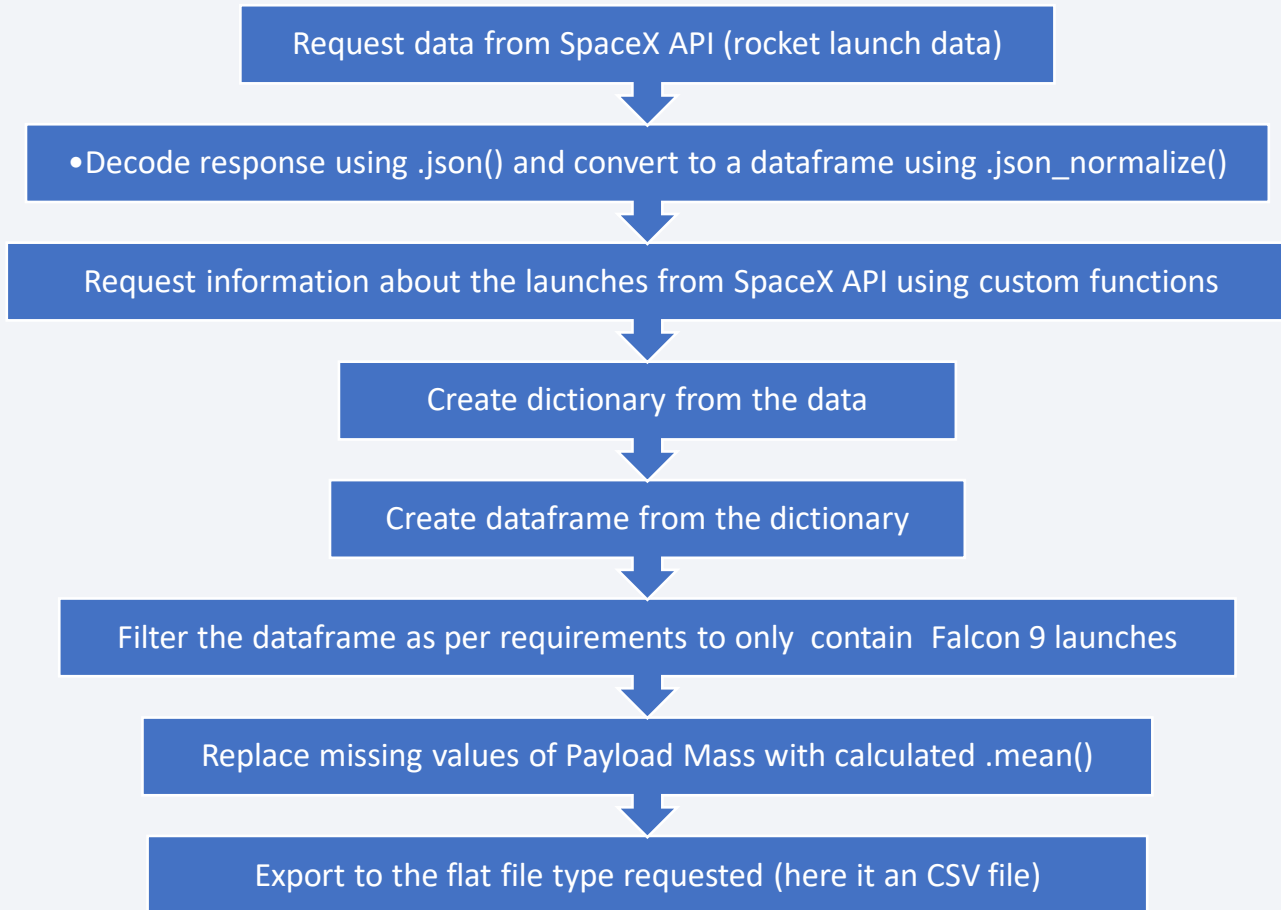 Request data from SpaceX API (rocket launch data)
•Decode response using .json() and convert to a dataframe using .json_normalize()
Request information about the launches from SpaceX API using custom functions
Create dictionary from the data
Create dataframe from the dictionary
Filter the dataframe as per requirements to only  contain  Falcon 9 launches
Replace missing values of Payload Mass with calculated .mean()
Export to the flat file type requested (here it an CSV file)